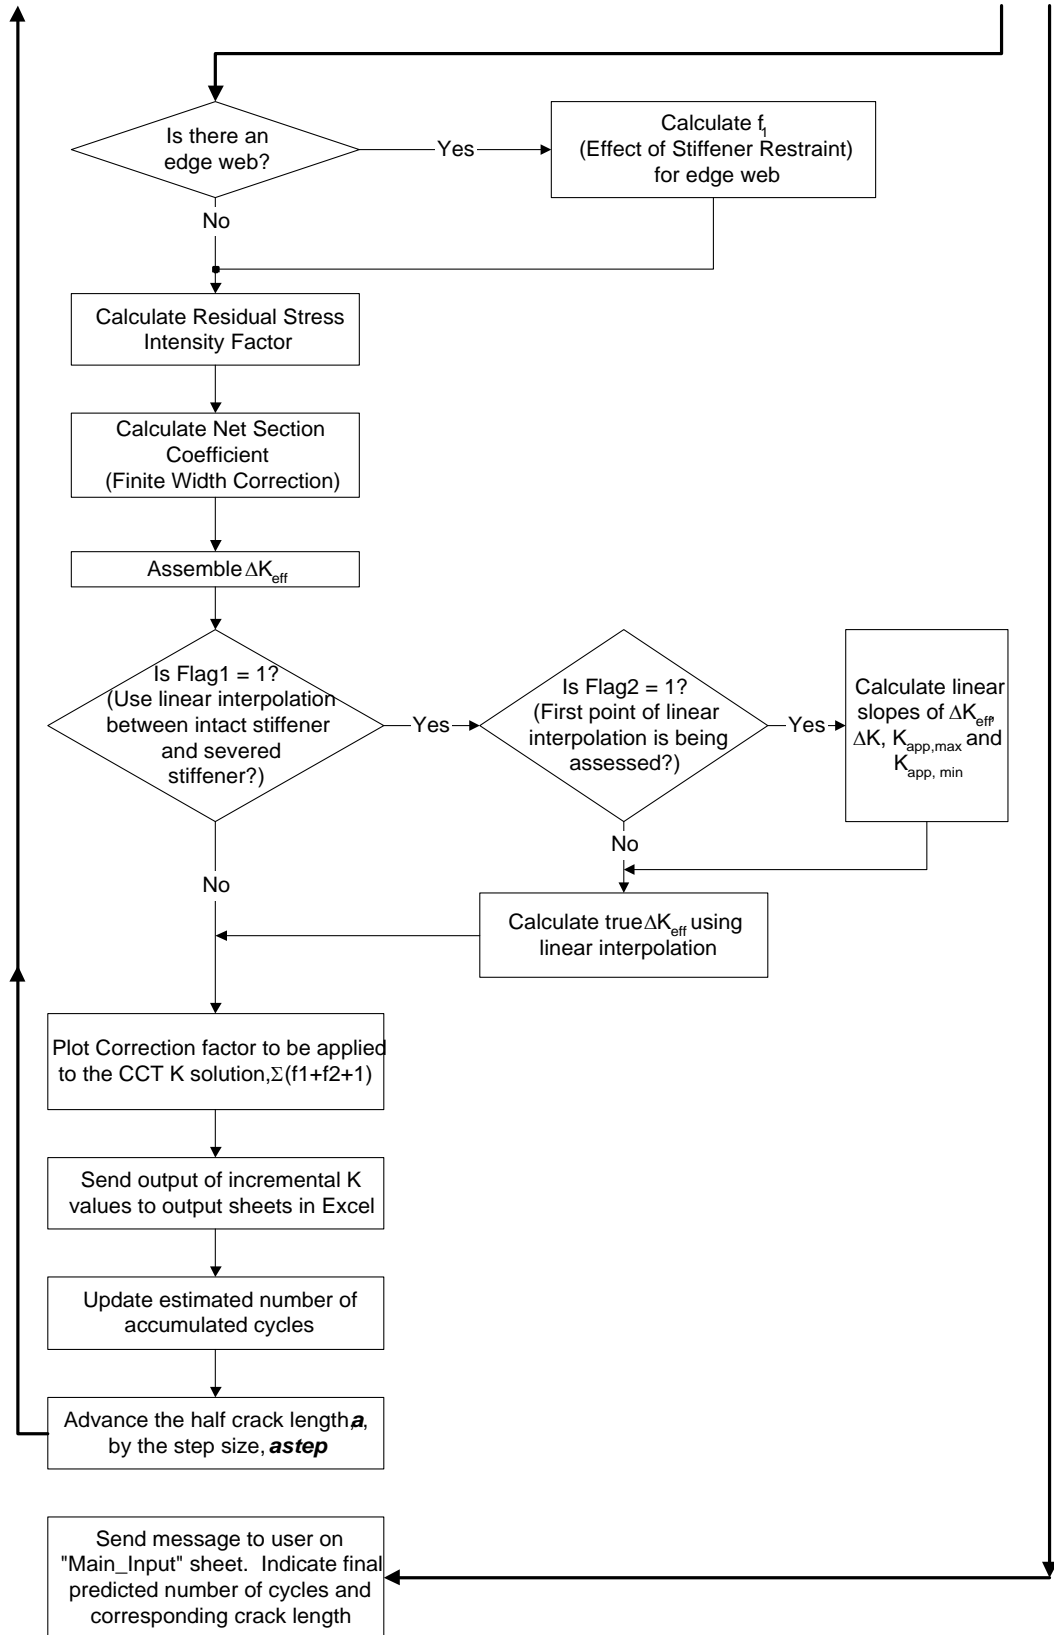 Is there an
edge web?
Yes
Calculate f1
(Effect of Stiffener Restraint)
for edge web
No
Calculate Residual Stress
Intensity Factor
Calculate Net Section
Coefficient
(Finite Width Correction)
Assemble ΔKeff
Is Flag1 = 1?
(Use linear interpolation
between intact stiffener
and severed
stiffener?)
Yes
Is Flag2 = 1?
(First point of linear
interpolation is being
assessed?)
Yes
Calculate linear
slopes of ΔKeff,
ΔK, Kapp,max and
Kapp, min
No
No
Calculate true ΔKeff using
linear interpolation
Plot Correction factor to be applied
to the CCT K solution, Σ(f1+f2+1)
Send output of incremental K
values to output sheets in Excel
Update estimated number of
accumulated cycles
Advance the half crack length, a,
by the step size, astep
Send message to user on
"Main_Input" sheet. Indicate final
predicted number of cycles and
corresponding crack length